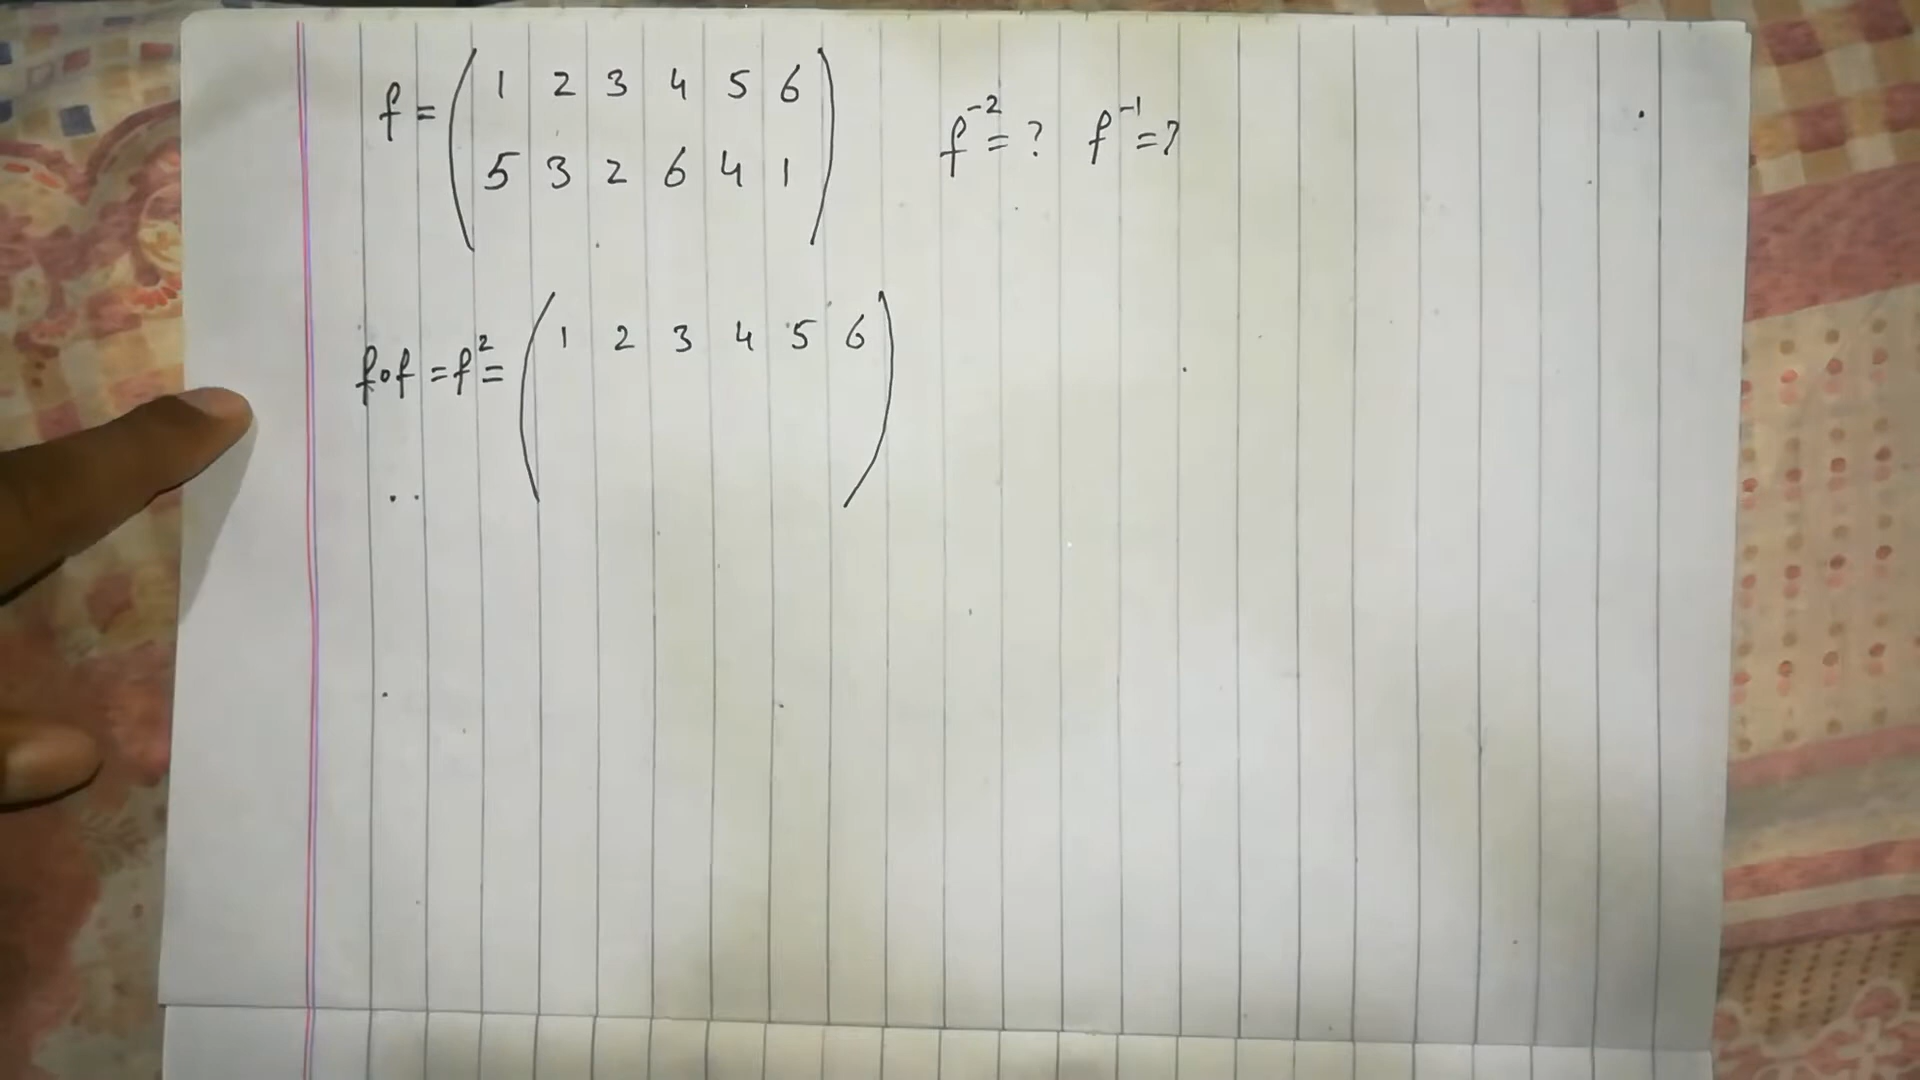 f = ( 1 2 3 4 5 6
5 3 2 6 4 1 ) f⁻² = ? f⁻¹ = ?
fof = f² = ( 1 2 3 4 5 6 )